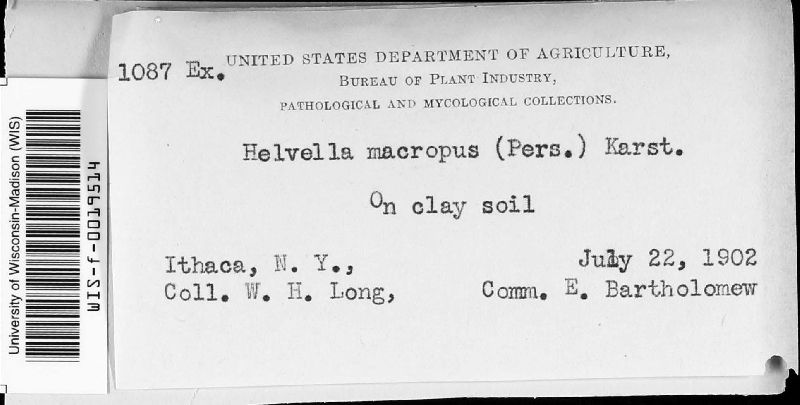 1087 Ex. UNITED STATES DEPARTMENT OF AGRICULTURE,
BUREAU OF PLANT INDUSTRY,
PATHOLOGICAL AND MYCOLOGICAL COLLECTIONS.
Helvella macropus (Pers.) Karst.
On clay soil
Ithaca, N. Y., July 22, 1902
Coll. W. H. Long, Comm. E. Bartholomew
University of Wisconsin-Madison (WIS)
WIS-f-0019514